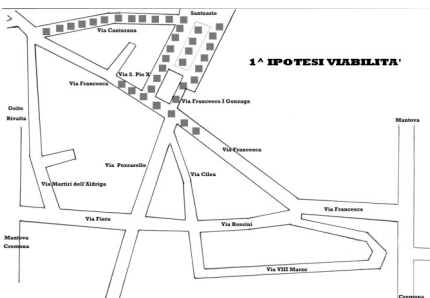 Santuario
Via Cantarana
1^ IPOTESI VIABILITA'
Via S. Pio X
Via Francesca
Via Francesco I Gonzaga
Goito
Rivalta
Mantova
Via Francesca
Via Pozzarello
Via Cilea
Via Martiri dell'Aldriga
Via Francesca
Via Fiera
Via Rossini
Mantova
Cremona
Via VIII Marzo
Cremona